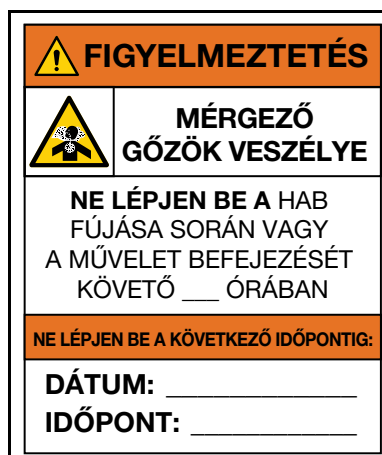 FIGYELMEZTETÉS
MÉRGEZŐ
GŐZÖK VESZÉLYE
NE LÉPJEN BE A HAB
FÚJÁSA SORÁN VAGY
A MŰVELET BEFEJEZÉSÉT
KÖVETŐ ___ ÓRÁBAN
NE LÉPJEN BE A KÖVETKEZŐ IDŐPONTIG:
DÁTUM: _____________
IDŐPONT: ___________